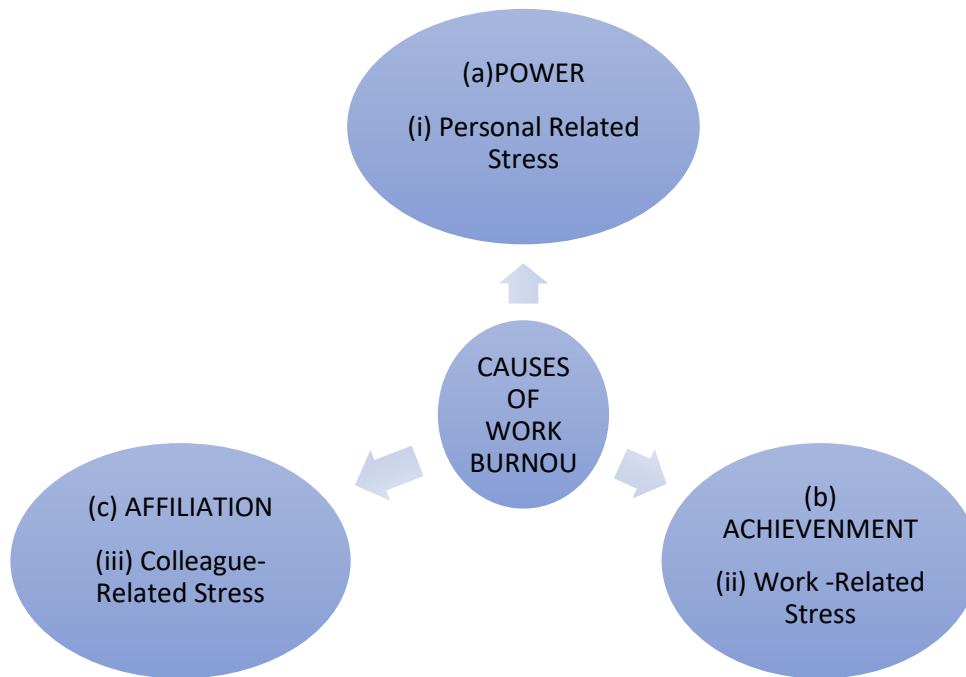 (a)POWER
(i) Personal Related
Stress
CAUSES
OF
WORK
BURNOU
(c) AFFILIATION
(iii) Colleague-
Related Stress
(b)
ACHIEVENMENT
(ii) Work -Related
Stress